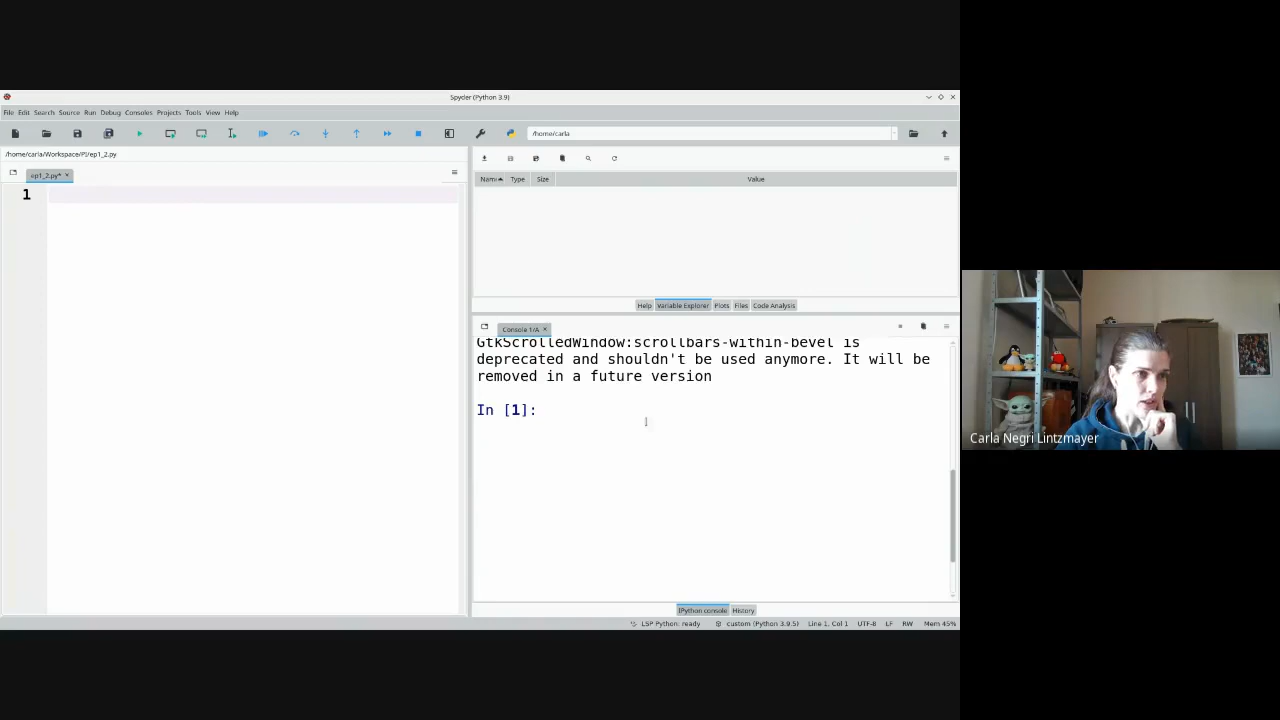 Spyder (Python 3.9)
File Edit Search Source Run Debug Consoles Projects Tools View Help
/home/carla
/home/carla/Workspace/PI/ep1_2.py
ep1_2.py*
1
Name Type Size Value
Help Variable Explorer Plots Files Code Analysis
Console 1/A
GtkScrolledWindow:scrollbars-within-bevel is
deprecated and shouldn't be used anymore. It will be
removed in a future version
In [1]:
Carla Negri Lintzmayer
IPython console History
LSP Python: ready custom (Python 3.9.5) Line 1, Col 1 UTF-8 LF RW Mem 45%